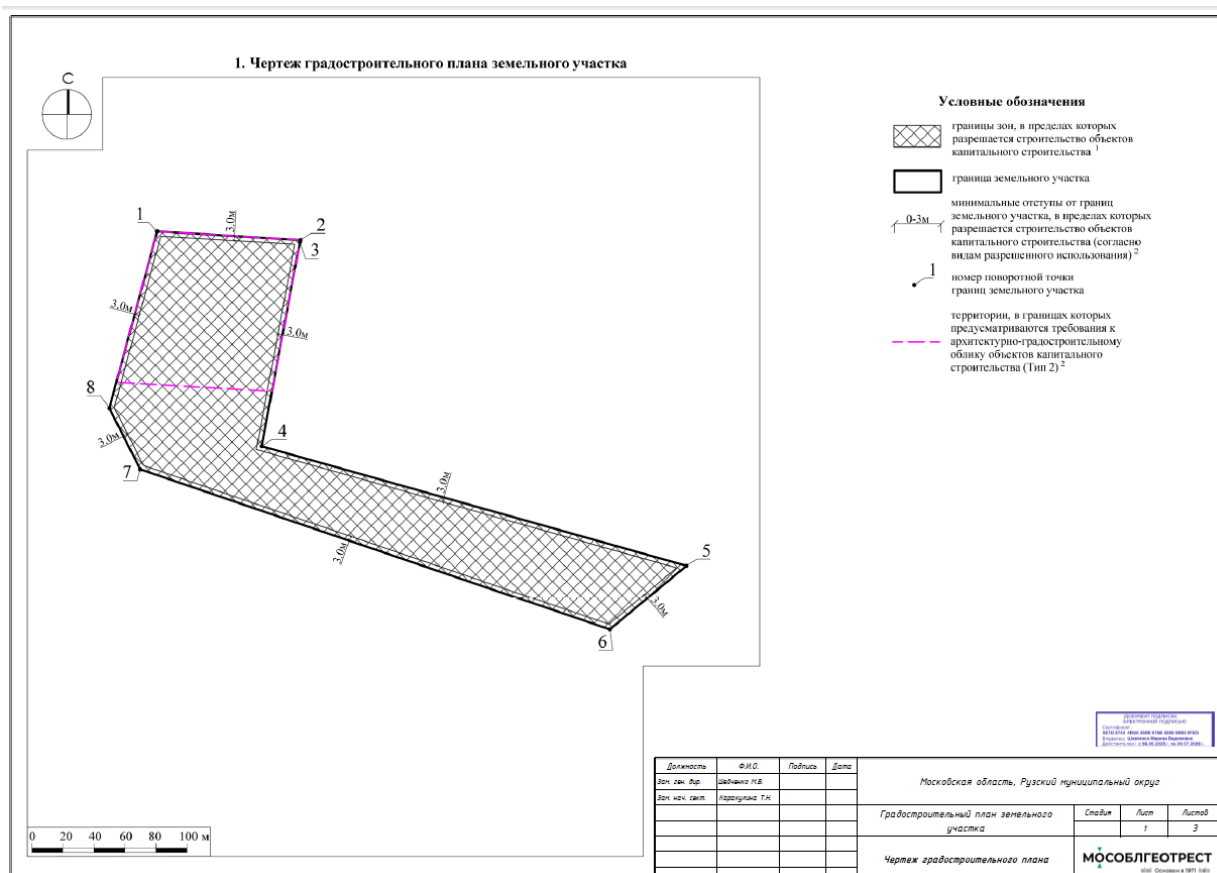 1. Чертеж градостроительного плана земельного участка
С
Условные обозначения
границы зон, в пределах которых
разрешается строительство объектов
капитального строительства 1
граница земельного участка
0-3м
минимальные отступы от границ
земельного участка, в пределах которых
разрешается строительство объектов
капитального строительства (согласно
видам разрешенного использования) 2
1
номер поворотной точки
границ земельного участка
территории, в границах которых
предусматриваются требования к
архитектурно-градостроительному
облику объектов капитального
строительства (Тип 2) 2
1
3.0м
2
3
3.0м
3.0м
8
3.0м
7
4
3.0м
3.0м
5
3.0м
6
ДОКУМЕНТ ПОДПИСАН
ЭЛЕКТРОННОЙ ПОДПИСЬЮ
Должность Ф.И.О. Подпись Дата
Зам. ген. дир. Шевченко М.В.
Зам. нач. сект. Каракулина Т.Н.
Московская область, Рузский муниципальный округ
Градостроительный план земельного
участка
Стадия Лист Листов
1 3
Чертеж градостроительного плана
МОСОБЛГЕОТРЕСТ
Основан в 1971
0 20 40 60 80 100 м